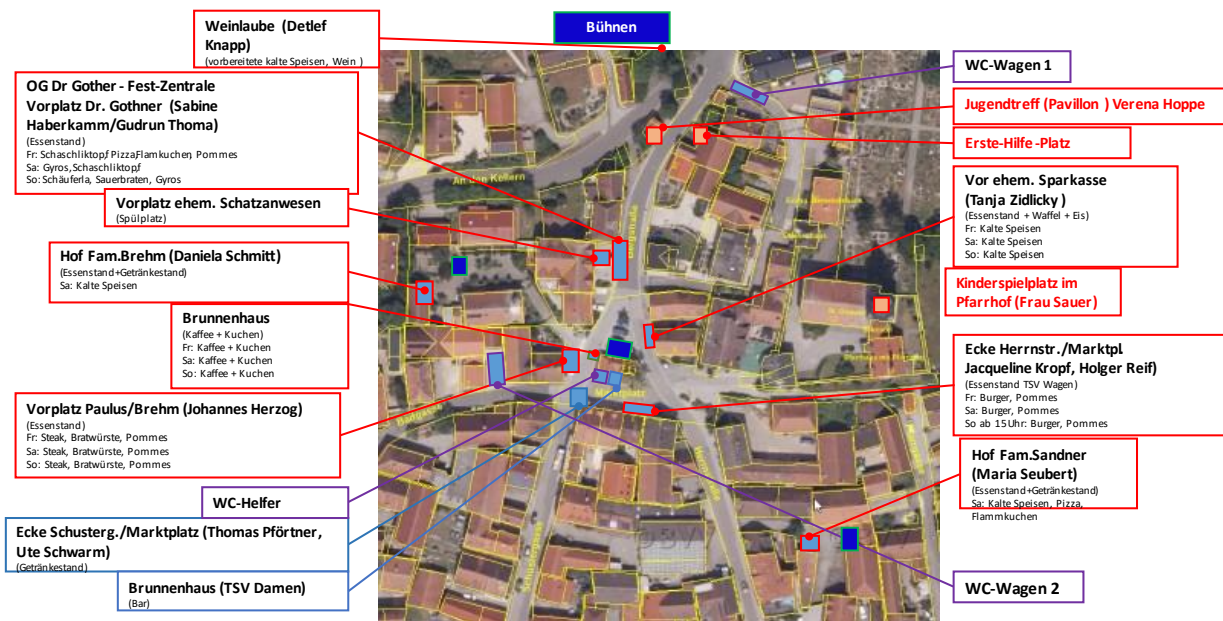 Bühnen
Weinlaube (Detlef
Knapp)
(vorbereitete kalte Speisen, Wein )
OG Dr Gother - Fest-Zentrale
Vorplatz Dr. Gothner (Sabine
Haberkamm/Gudrun Thoma)
(Essenstand)
Fr: Schaschliktopf, Pizza,Flamkuchen, Pommes
Sa: Gyros,Schaschliktopf,
So: Schäuferla, Sauerbraten, Gyros
Vorplatz ehem. Schatzanwesen
(Spülplatz)
Hof Fam.Brehm (Daniela Schmitt)
(Essenstand+Getränkestand)
Sa: Kalte Speisen
Brunnenhaus
(Kaffee + Kuchen)
Fr: Kaffee + Kuchen
Sa: Kaffee + Kuchen
So: Kaffee + Kuchen
Vorplatz Paulus/Brehm (Johannes Herzog)
(Essenstand)
Fr: Steak, Bratwürste, Pommes
Sa: Steak, Bratwürste, Pommes
So: Steak, Bratwürste, Pommes
WC-Helfer
Ecke Schusterg./Marktplatz (Thomas Pförtner,
Ute Schwarm)
(Getränkestand)
Brunnenhaus (TSV Damen)
(Bar)
An den Kellern
Bergstraße
Badgasse
Marktplatz
WC-Wagen 1
Jugendtreff (Pavillon ) Verena Hoppe
Erste-Hilfe -Platz
Vor ehem. Sparkasse
(Tanja Zidlicky )
(Essenstand + Waffel + Eis)
Fr: Kalte Speisen
Sa: Kalte Speisen
So: Kalte Speisen
Kinderspielplatz im
Pfarrhof (Frau Sauer)
Ecke Herrnstr./Marktpl.
Jacqueline Kropf, Holger Reif)
(Essenstand TSV Wagen)
Fr: Burger, Pommes
Sa: Burger, Pommes
So ab 15Uhr: Burger, Pommes
Hof Fam.Sandner
(Maria Seubert)
(Essenstand+Getränkestand)
Sa: Kalte Speisen, Pizza,
Flammkuchen
WC-Wagen 2